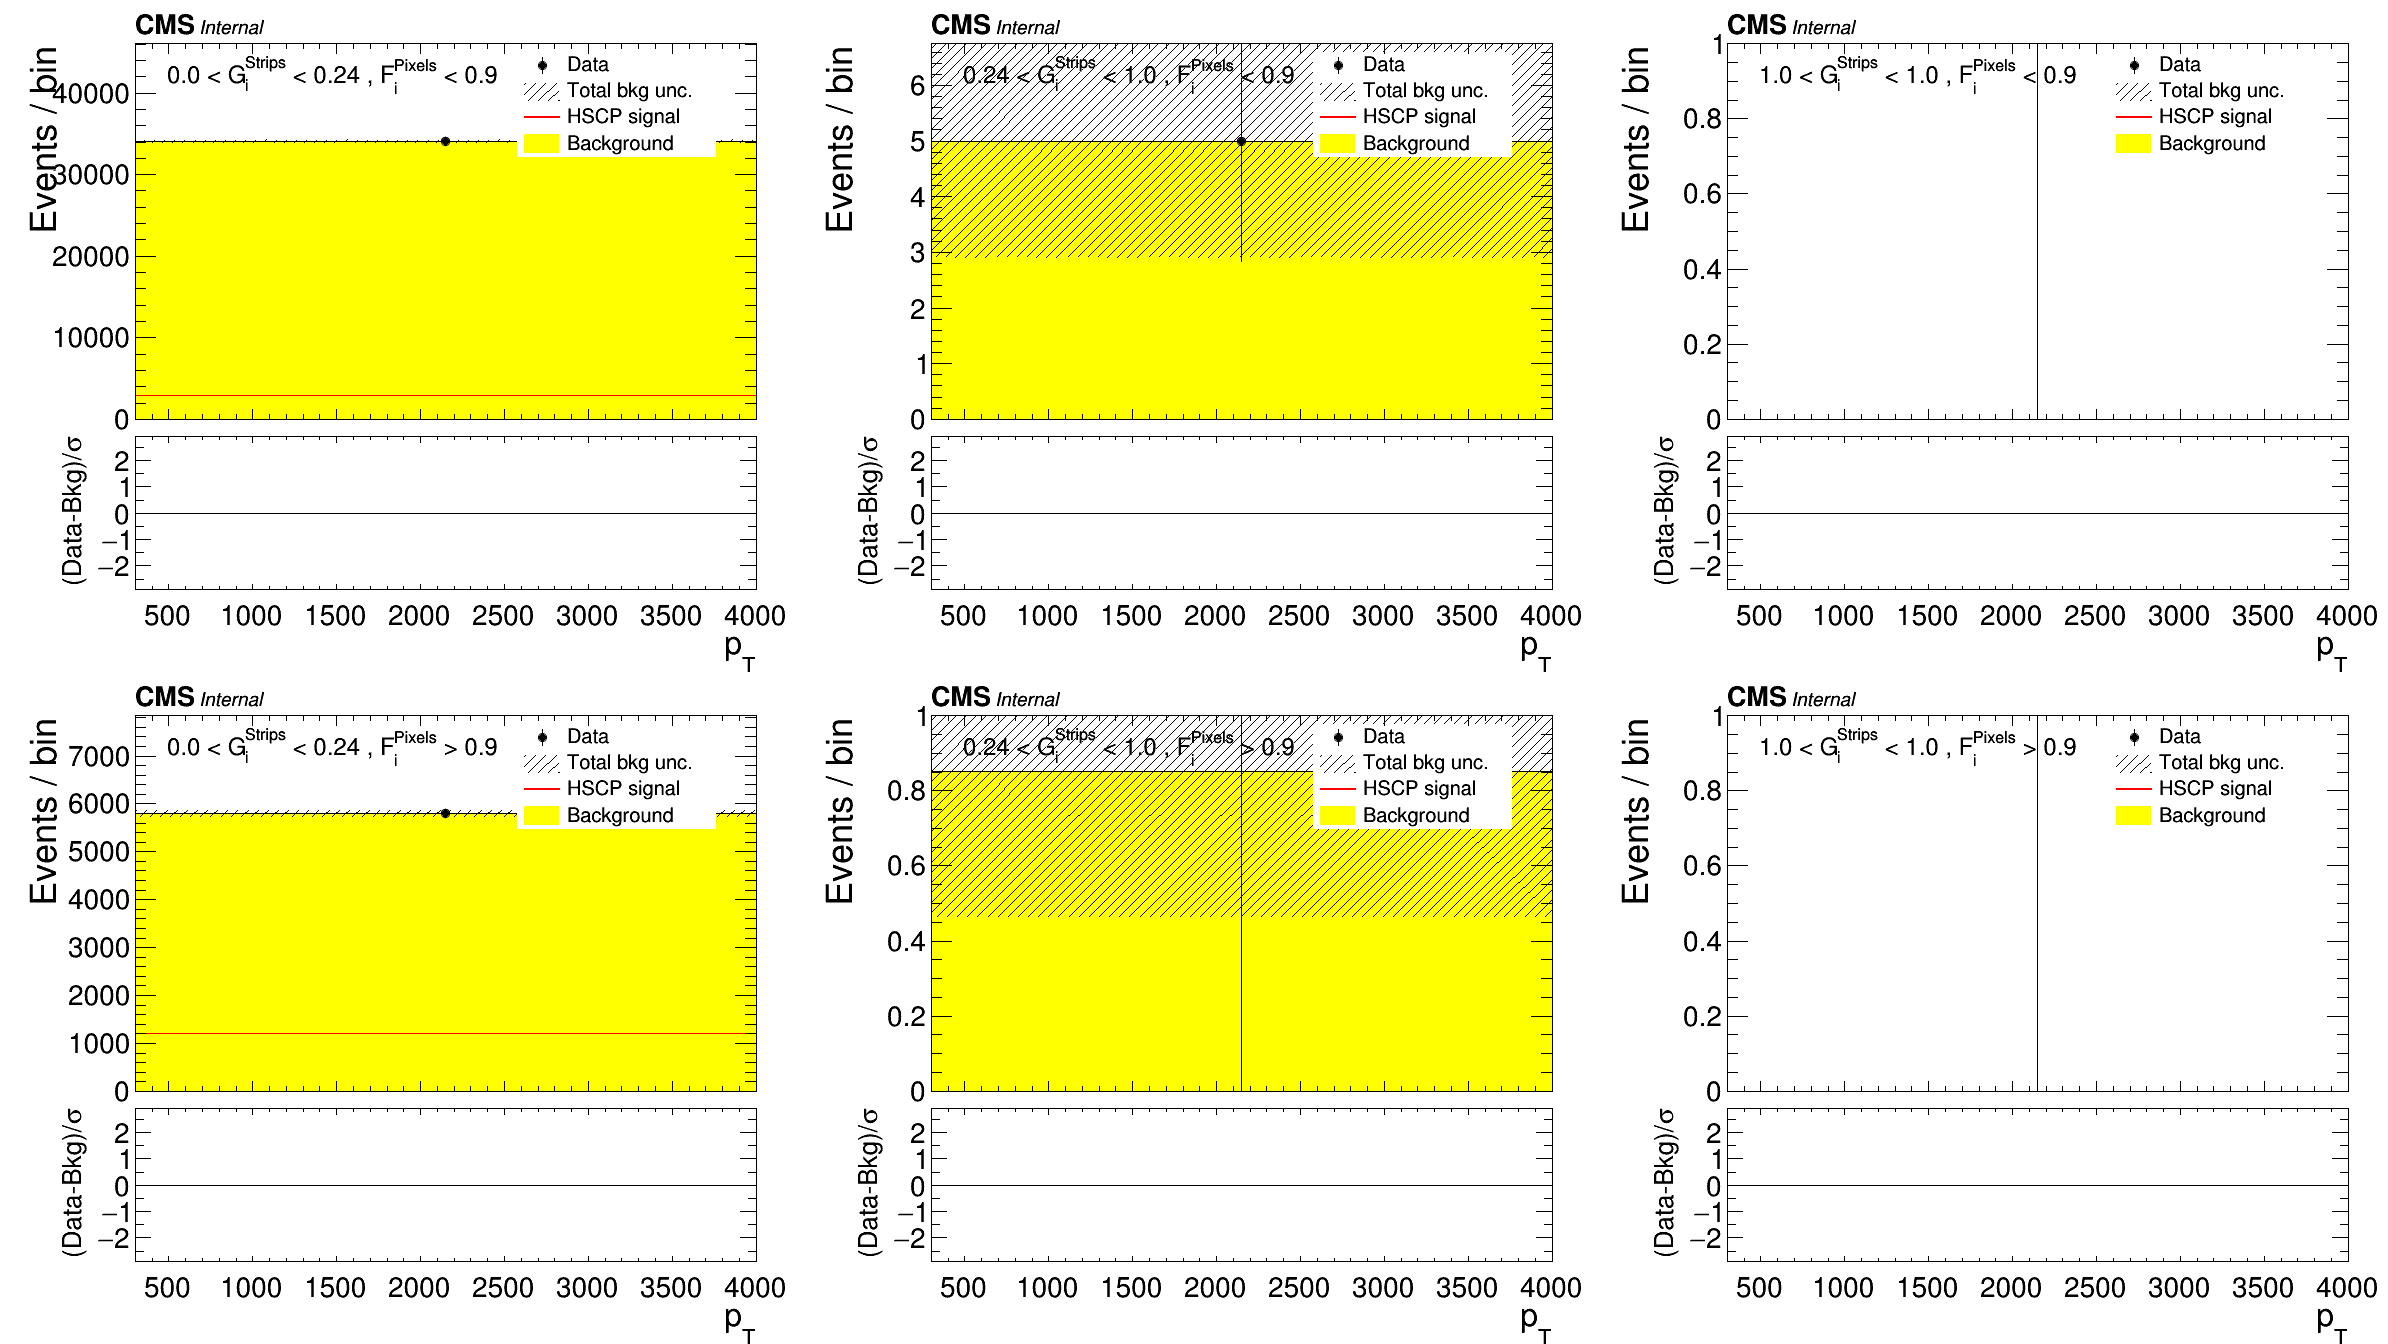 CMS Internal
Events / bin
0.0 < G_i^Strips < 0.24 , F_i^Pixels < 0.9
Data
Total bkg unc.
HSCP signal
Background
40000
30000
20000
10000
0
(Data-Bkg)/σ
2
1
0
−1
−2
500 1000 1500 2000 2500 3000 3500 4000
p_T
CMS Internal
Events / bin
0.24 < G_i^Strips < 1.0 , F_i^Pixels < 0.9
Data
Total bkg unc.
HSCP signal
Background
6
5
4
3
2
1
0
(Data-Bkg)/σ
2
1
0
−1
−2
500 1000 1500 2000 2500 3000 3500 4000
p_T
CMS Internal
Events / bin
1.0 < G_i^Strips < 1.0 , F_i^Pixels < 0.9
Data
Total bkg unc.
HSCP signal
Background
1
0.8
0.6
0.4
0.2
0
(Data-Bkg)/σ
2
1
0
−1
−2
500 1000 1500 2000 2500 3000 3500 4000
p_T
CMS Internal
Events / bin
0.0 < G_i^Strips < 0.24 , F_i^Pixels > 0.9
Data
Total bkg unc.
HSCP signal
Background
7000
6000
5000
4000
3000
2000
1000
0
(Data-Bkg)/σ
2
1
0
−1
−2
500 1000 1500 2000 2500 3000 3500 4000
p_T
CMS Internal
Events / bin
0.24 < G_i^Strips < 1.0 , F_i^Pixels > 0.9
Data
Total bkg unc.
HSCP signal
Background
1
0.8
0.6
0.4
0.2
0
(Data-Bkg)/σ
2
1
0
−1
−2
500 1000 1500 2000 2500 3000 3500 4000
p_T
CMS Internal
Events / bin
1.0 < G_i^Strips < 1.0 , F_i^Pixels > 0.9
Data
Total bkg unc.
HSCP signal
Background
1
0.8
0.6
0.4
0.2
0
(Data-Bkg)/σ
2
1
0
−1
−2
500 1000 1500 2000 2500 3000 3500 4000
p_T